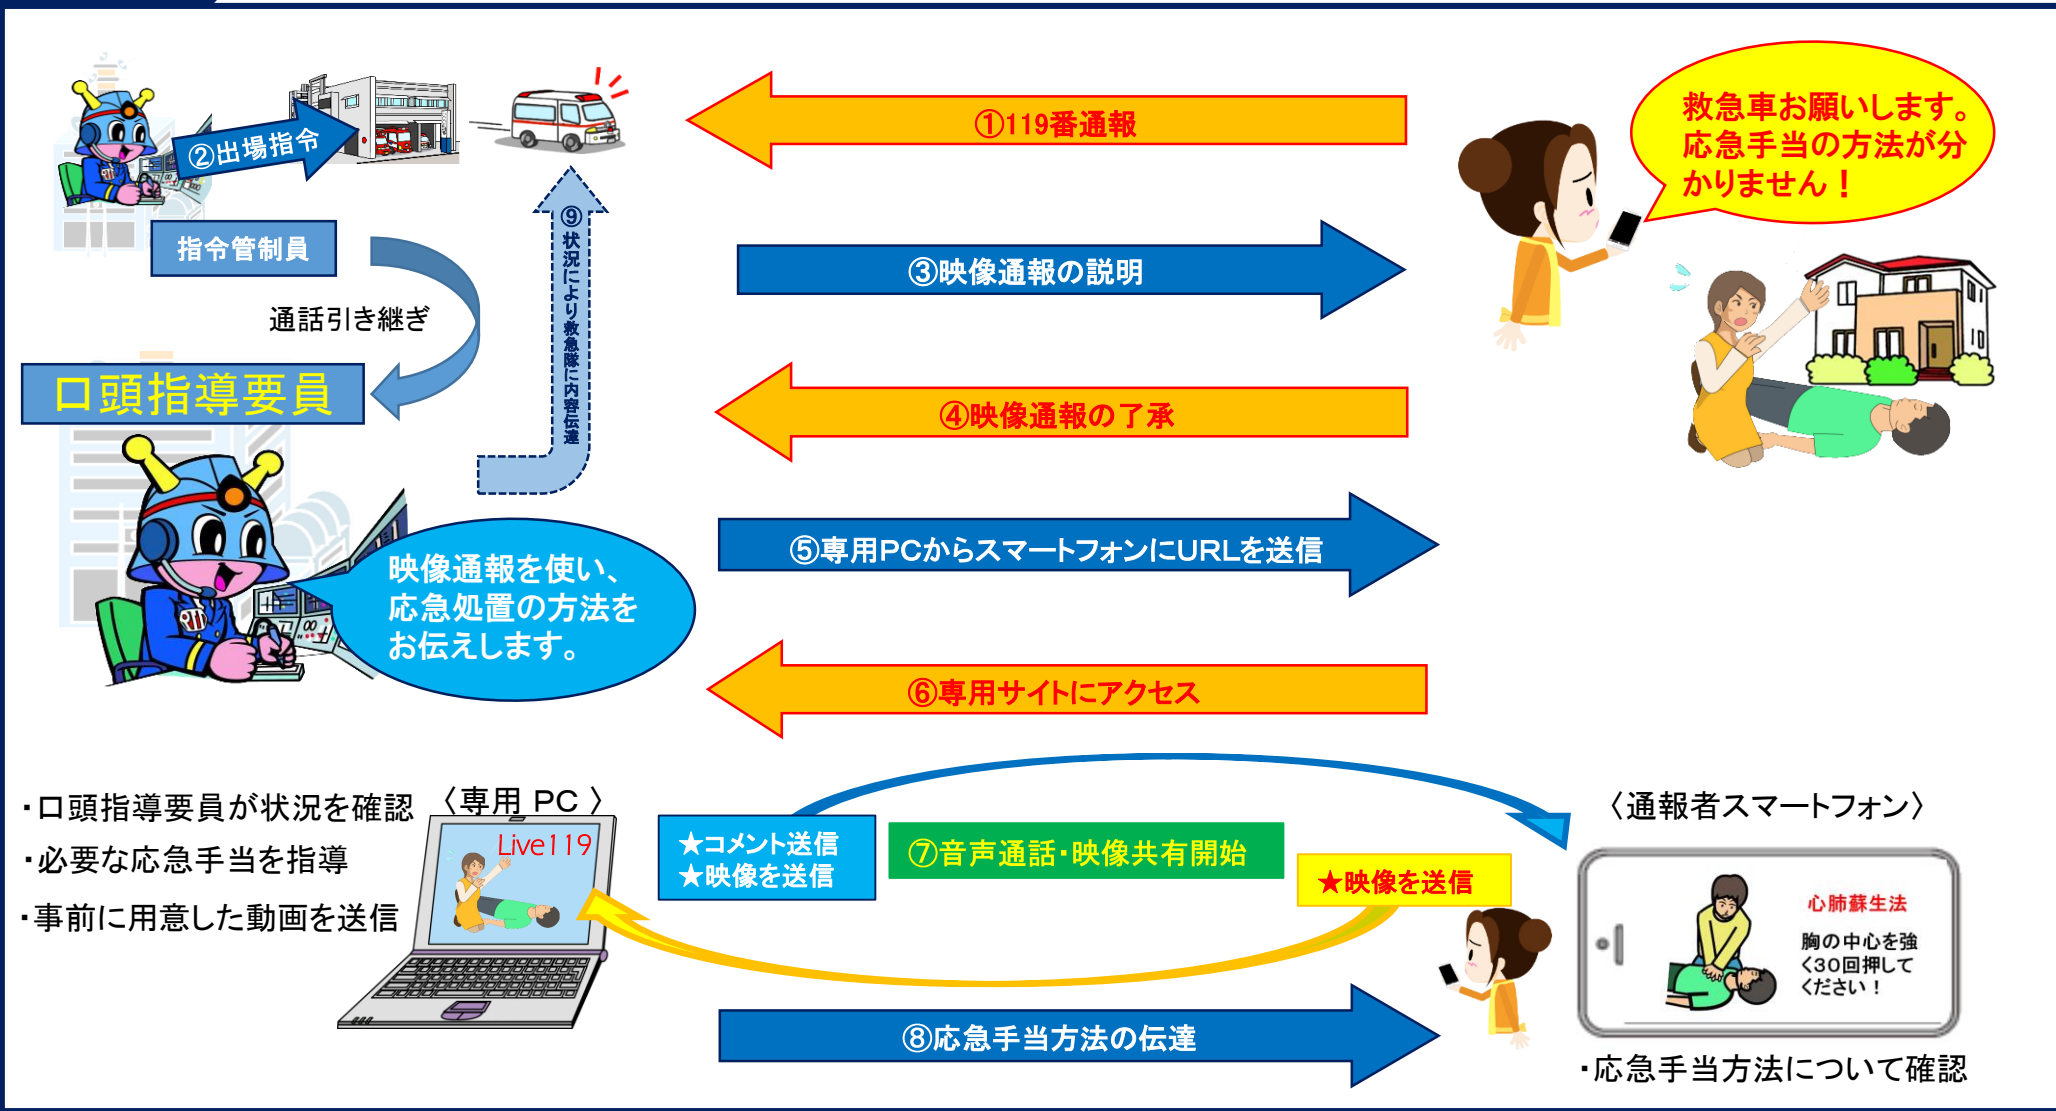 ①119番通報
救急車お願いします。
応急手当の方法が分
かりません！
②出場指令
指令管制員
通話引き継ぎ
⑨状況により救急隊に内容伝達
③映像通報の説明
口頭指導要員
④映像通報の了承
映像通報を使い、
応急処置の方法を
お伝えします。
⑤専用PCからスマートフォンにURLを送信
⑥専用サイトにアクセス
・口頭指導要員が状況を確認
・必要な応急手当を指導
・事前に用意した動画を送信
〈専用 PC 〉
Live119
★コメント送信
★映像を送信
⑦音声通話・映像共有開始
★映像を送信
〈通報者スマートフォン〉
心肺蘇生法
胸の中心を強
く30回押して
ください！
⑧応急手当方法の伝達
・応急手当方法について確認